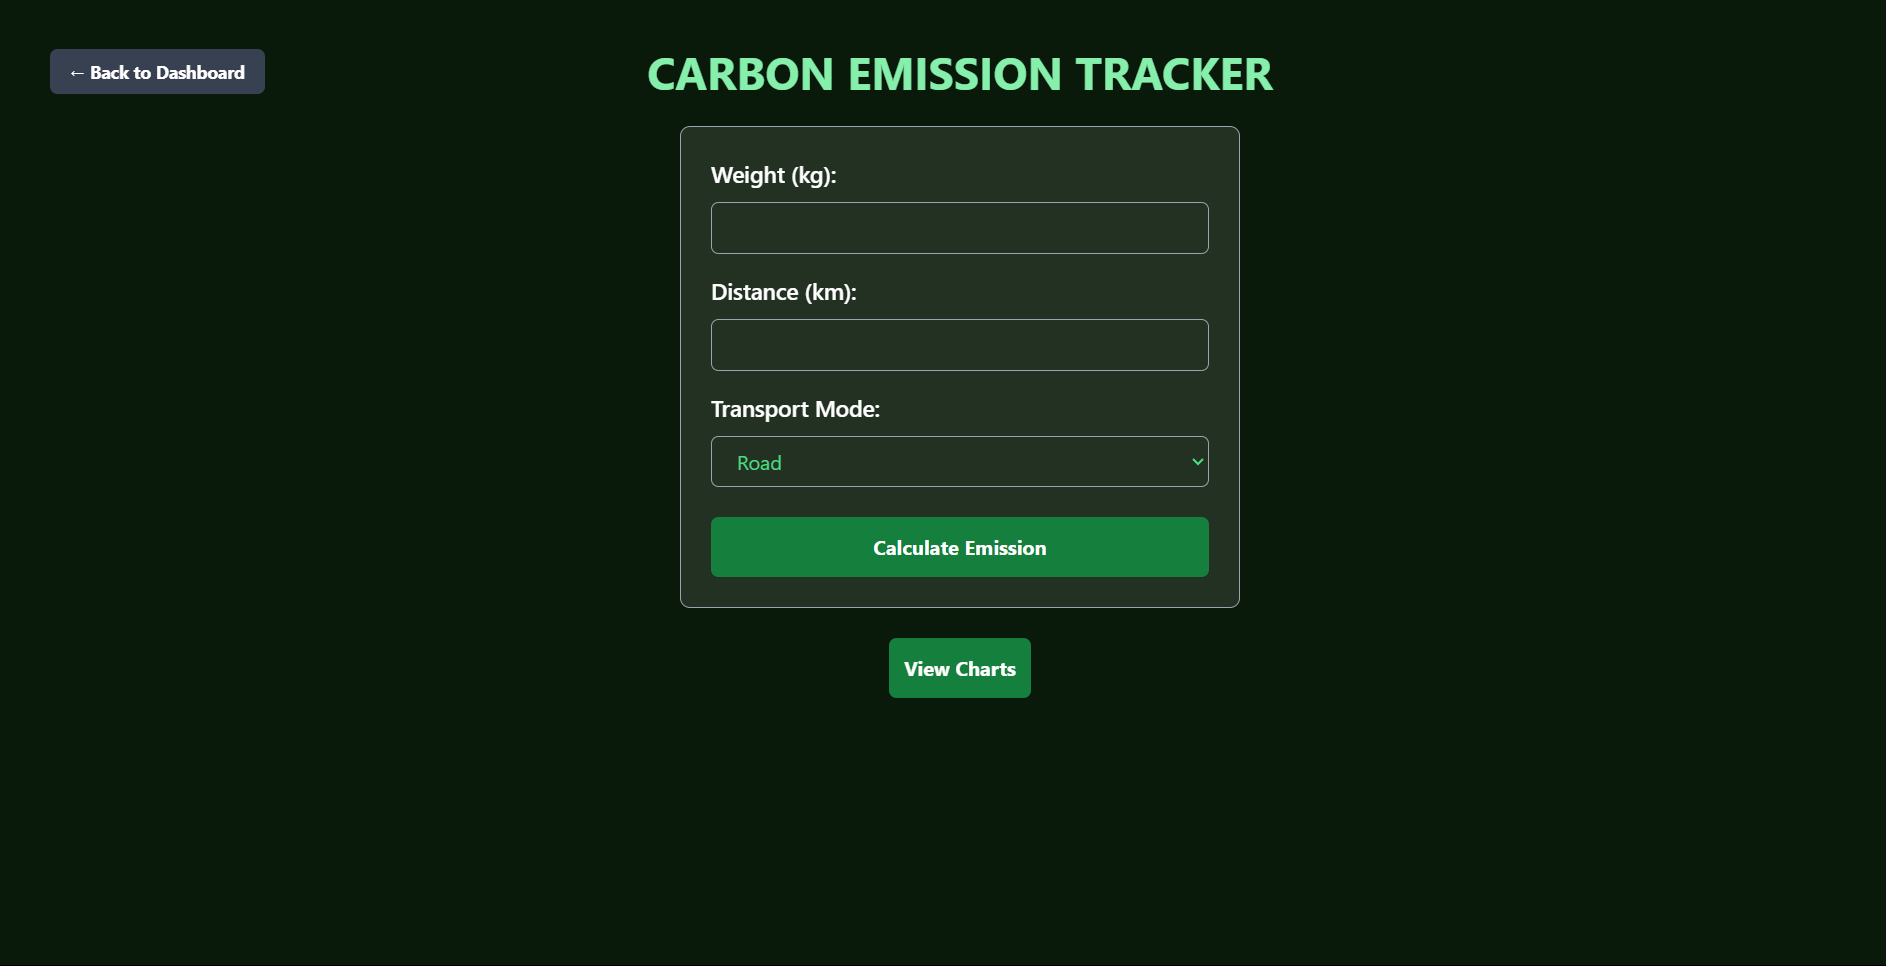 ← Back to Dashboard
CARBON EMISSION TRACKER
Weight (kg):
Distance (km):
Transport Mode:
Road
Calculate Emission
View Charts